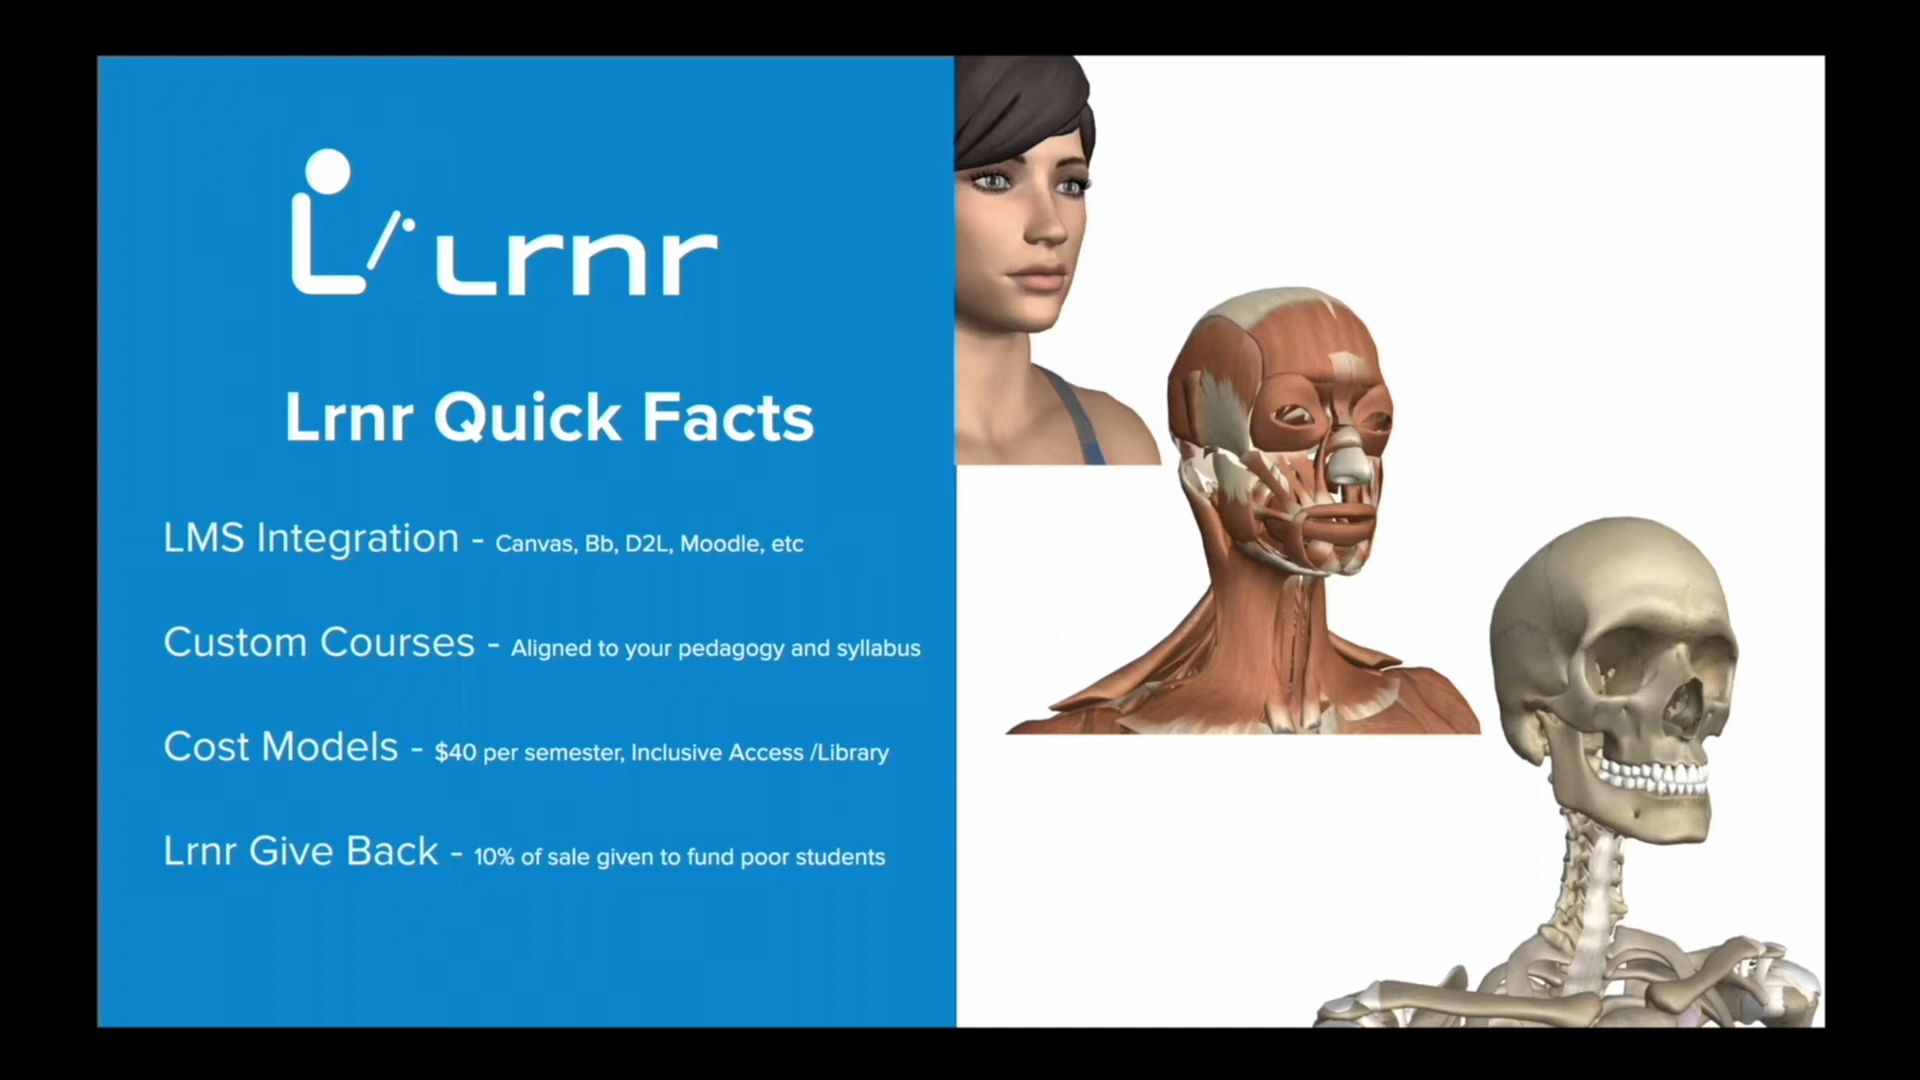 Lrnr
Lrnr Quick Facts
LMS Integration - Canvas, Bb, D2L, Moodle, etc
Custom Courses - Aligned to your pedagogy and syllabus
Cost Models - $40 per semester, Inclusive Access /Library
Lrnr Give Back - 10% of sale given to fund poor students